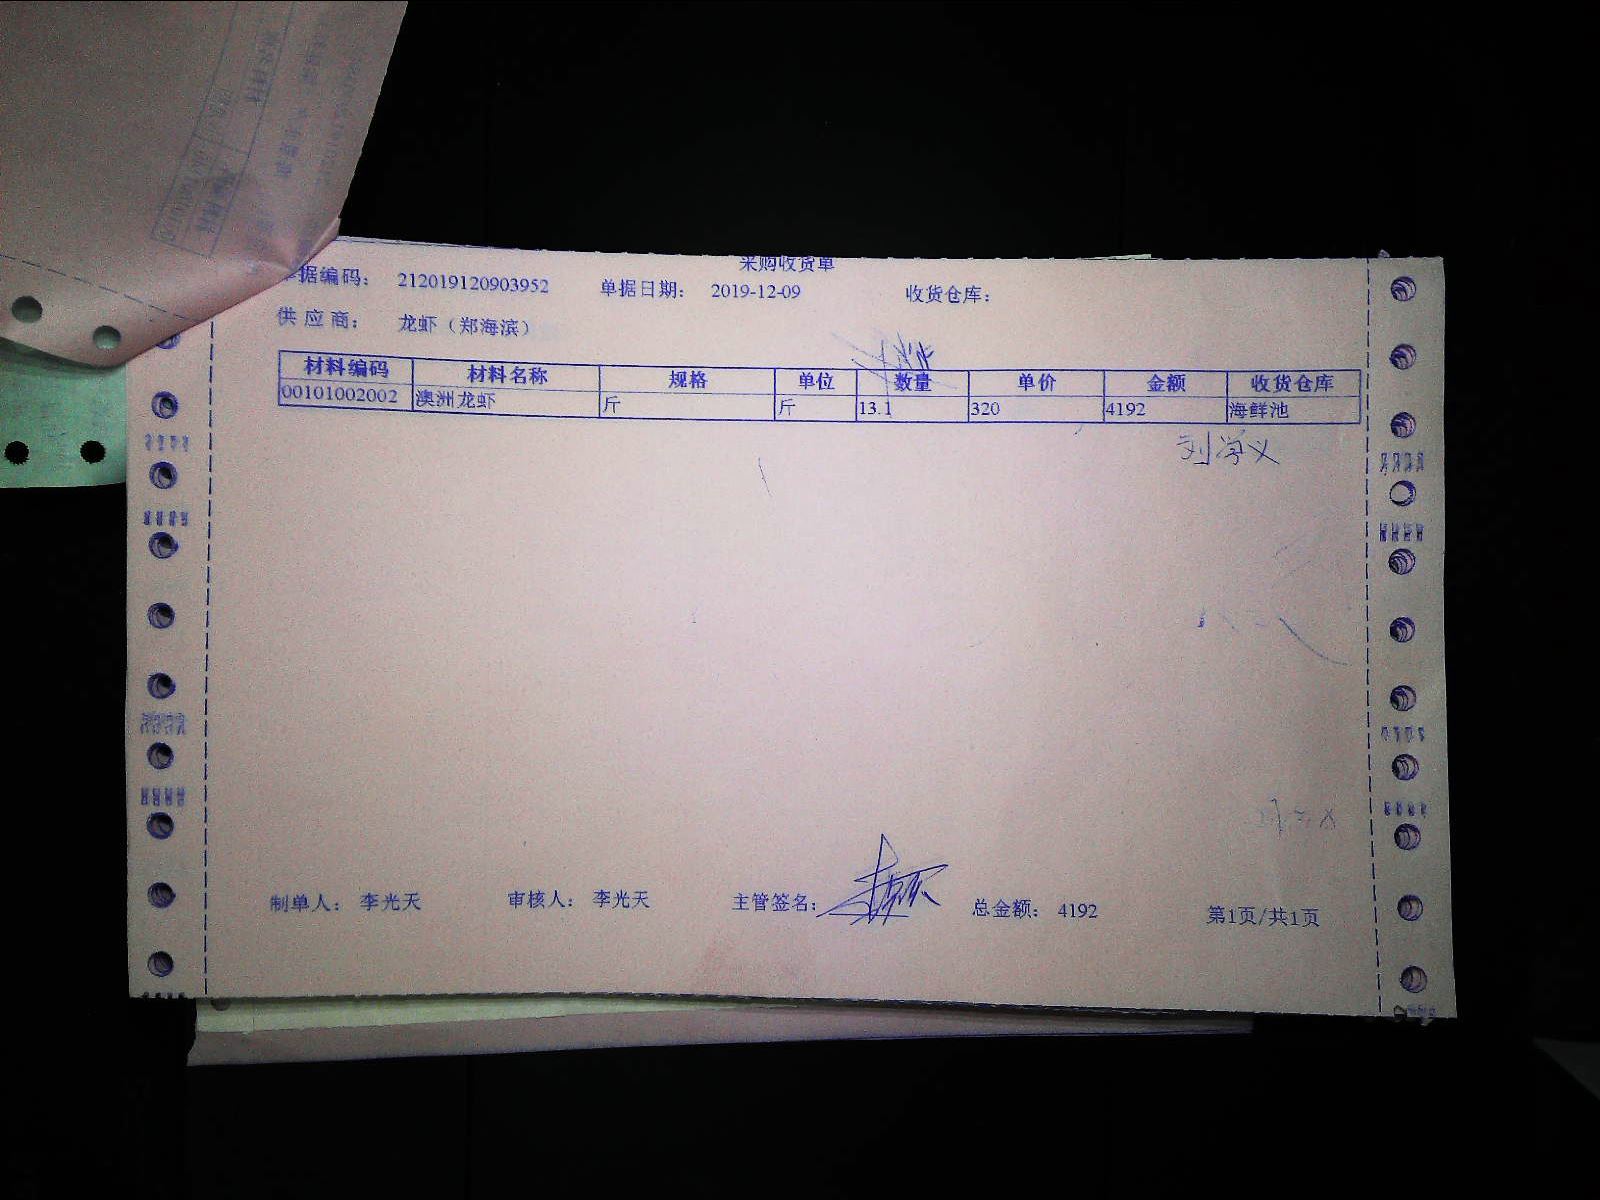 采购收货单
单据编码： 212019120903952 单据日期： 2019-12-09 收货仓库：
供 应 商： 龙虾（郑海滨）
材料编码 材料名称 规格 单位 数量 单价 金额 收货仓库
00101002002 澳洲龙虾 斤 斤 13.1 320 4192 海鲜池
刘学义
制单人： 李光天 审核人： 李光天 主管签名： 总金额： 4192 第1页/共1页